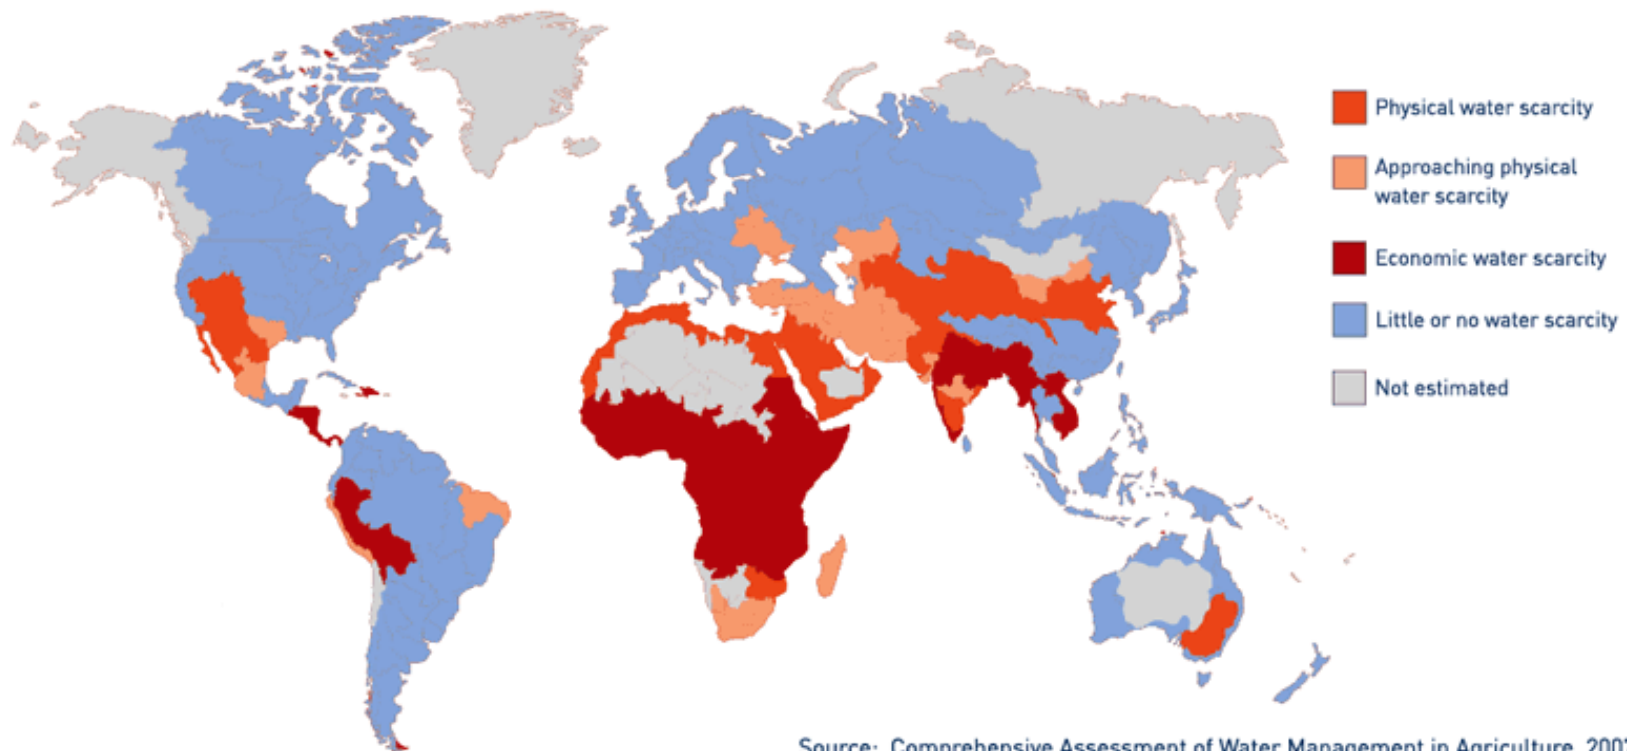 Physical water scarcity
Approaching physical
water scarcity
Economic water scarcity
Little or no water scarcity
Not estimated
Source: Comprehensive Assessment of Water Management in Agriculture,